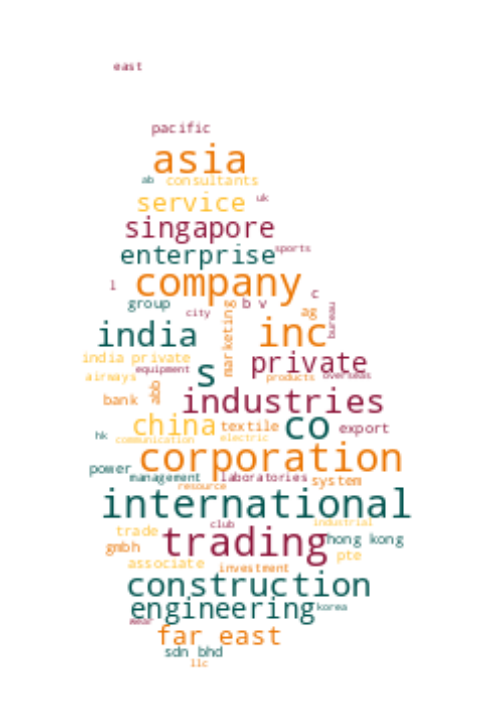 east
pacific
asia
ab consultants
service uk
singapore
enterprise sports
company
l c
group b v
city ag
marketing bureau
india inc
india private private
equipment
airways s products overseas
abb
bank industries
china textile co export
hk communication electric
corporation
power
management laboratories system
resource
international
club industrial
trade trading hong kong
gmbh pte
associate investment
construction
engineering korea
wear
far east
sdn bhd
llc